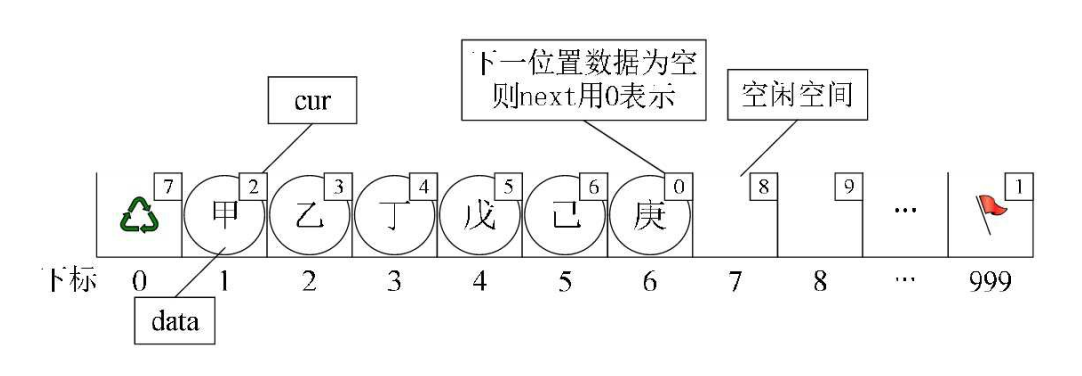 下一位置数据为空
则next用0表示
空闲空间
cur
7 2 3 4 5 6 0 8 9 1
甲 乙 丁 戊 己 庚 …
下标 0 1 2 3 4 5 6 7 8 … 999
data